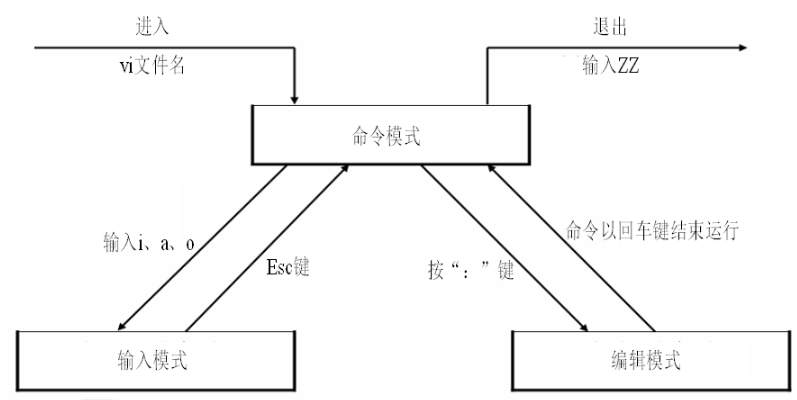 进入
vi文件名
退出
输入ZZ
命令模式
输入i、a、o
Esc键
按“：”键
命令以回车键结束运行
输入模式
编辑模式